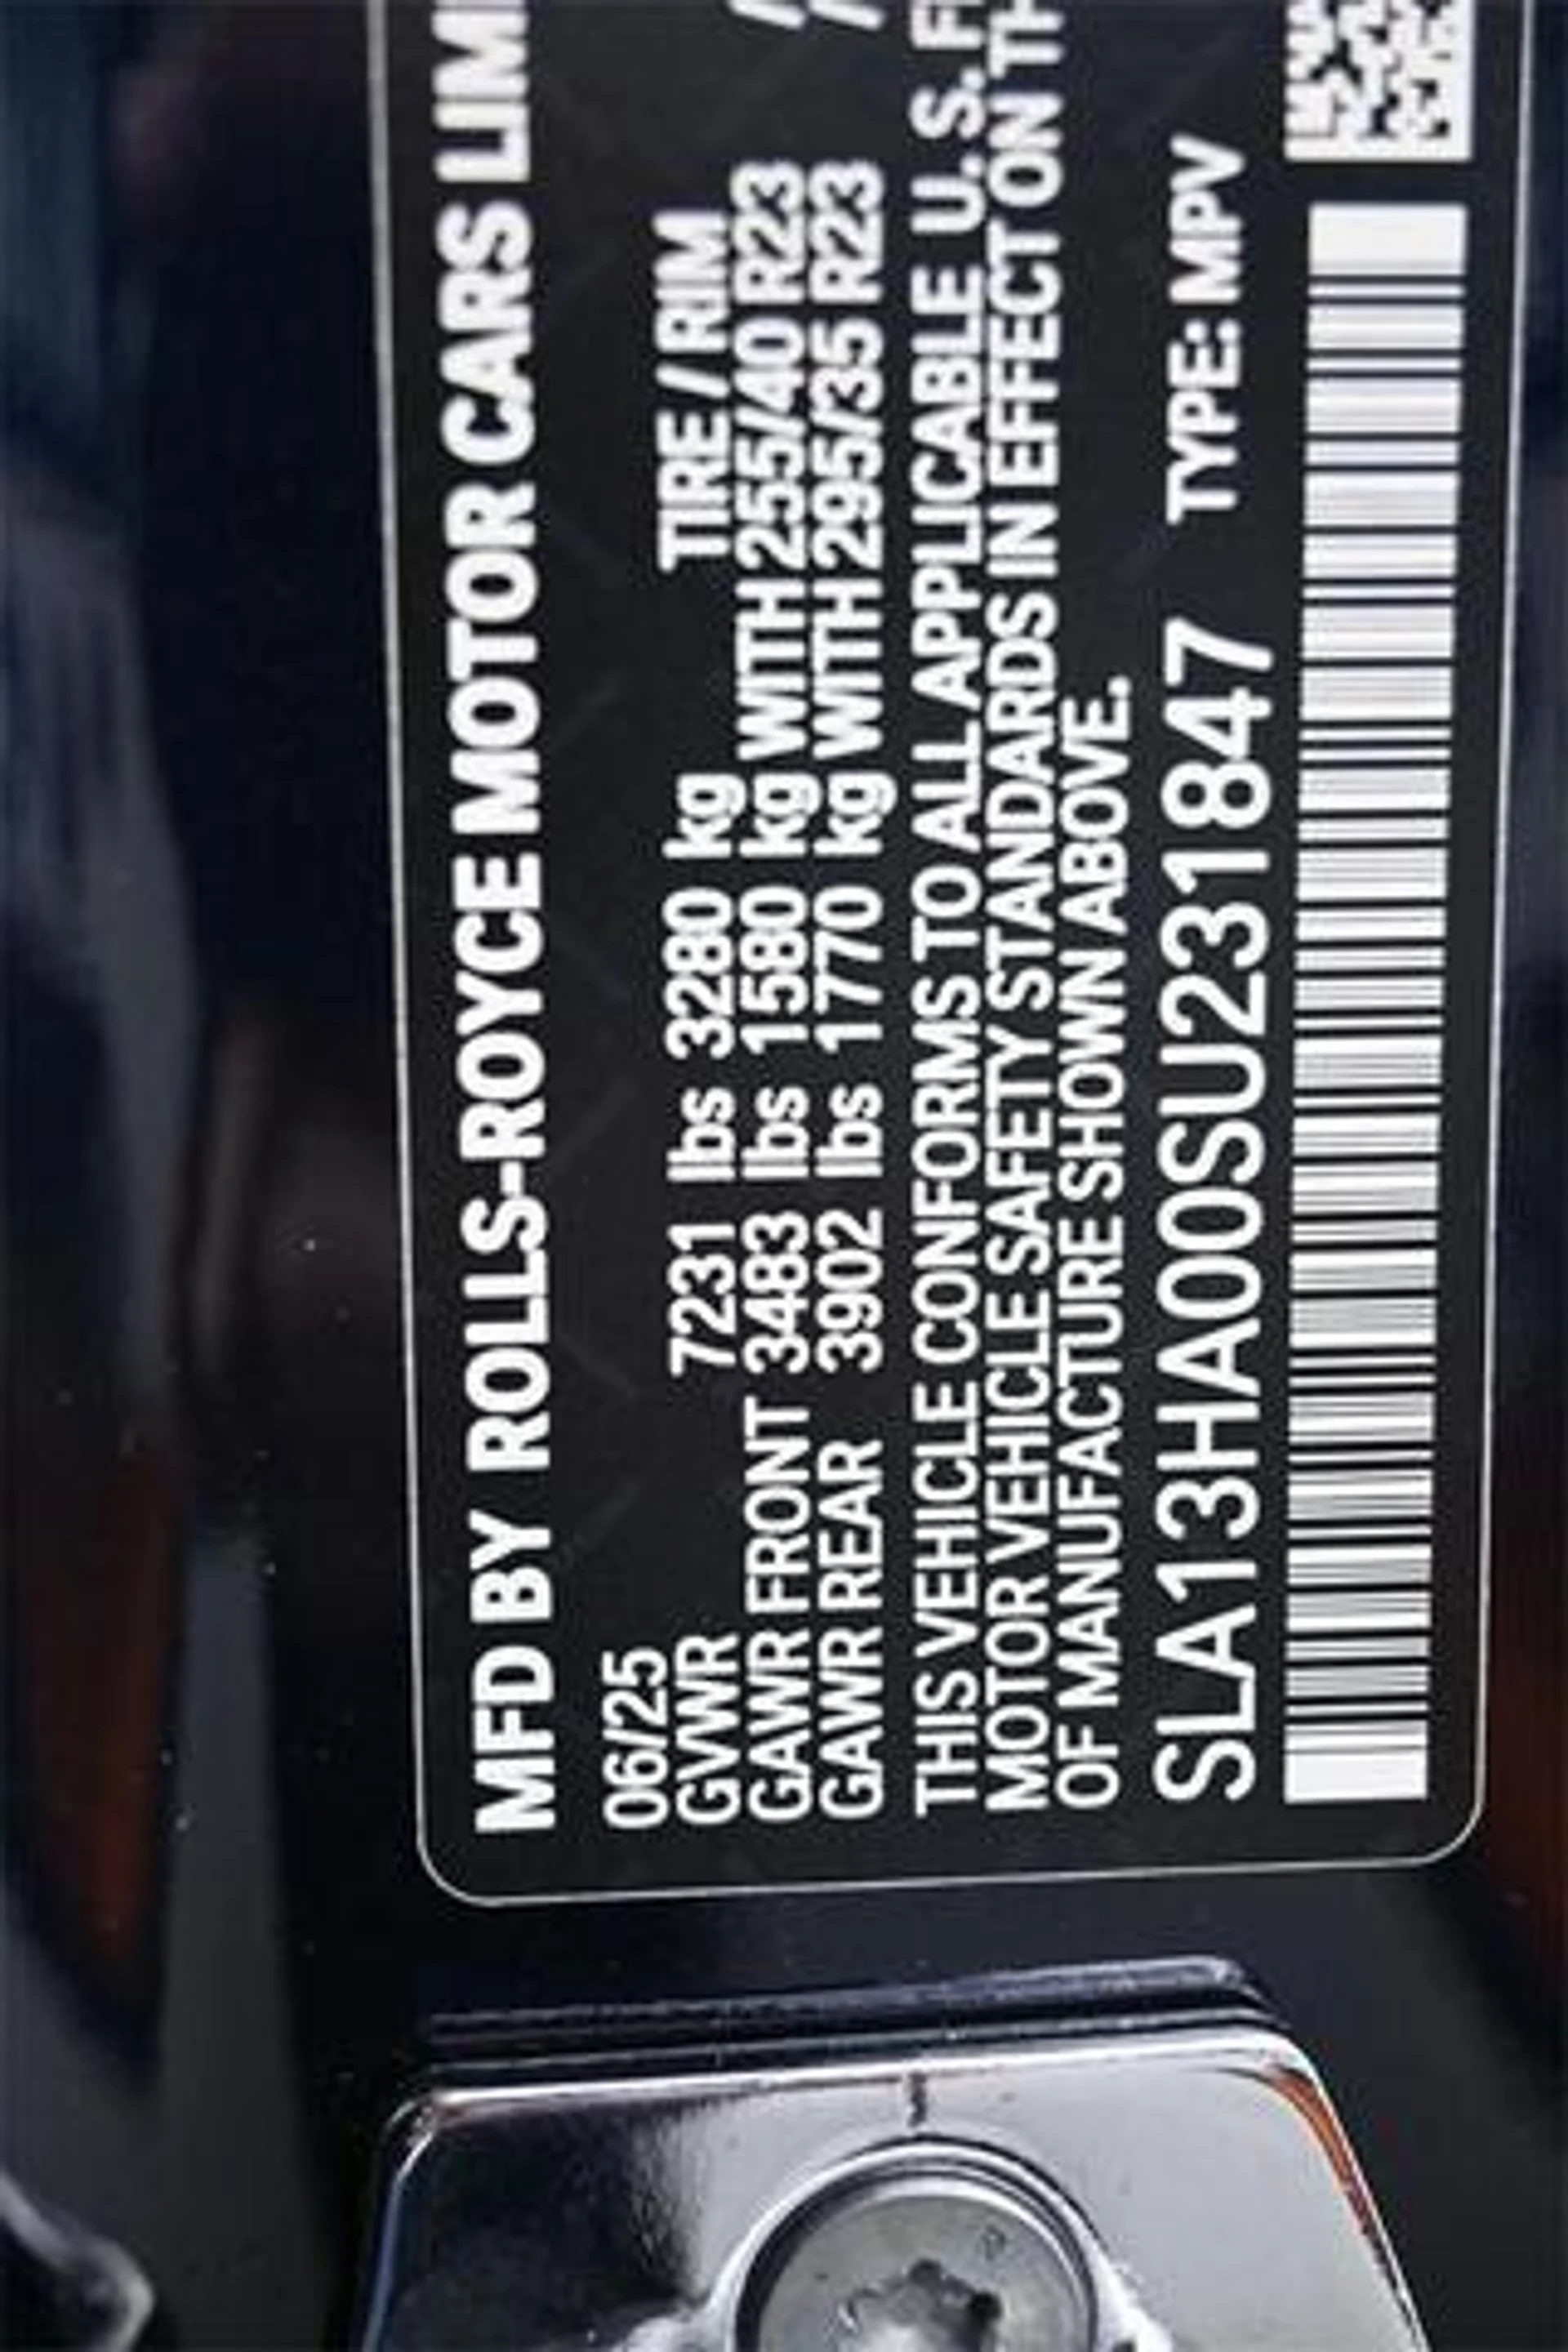 MFD BY ROLLS-ROYCE MOTOR CARS LIM
06/25
GVWR 7231 lbs 3280 kg TIRE / RIM
GAWR FRONT 3483 lbs 1580 kg WITH 255/40 R23 /
GAWR REAR 3902 lbs 1770 kg WITH 295/35 R23 /
THIS VEHICLE CONFORMS TO ALL APPLICABLE U.S. F
MOTOR VEHICLE SAFETY STANDARDS IN EFFECT ON TH
OF MANUFACTURE SHOWN ABOVE.
SLA13HA00SU231847 TYPE: MPV